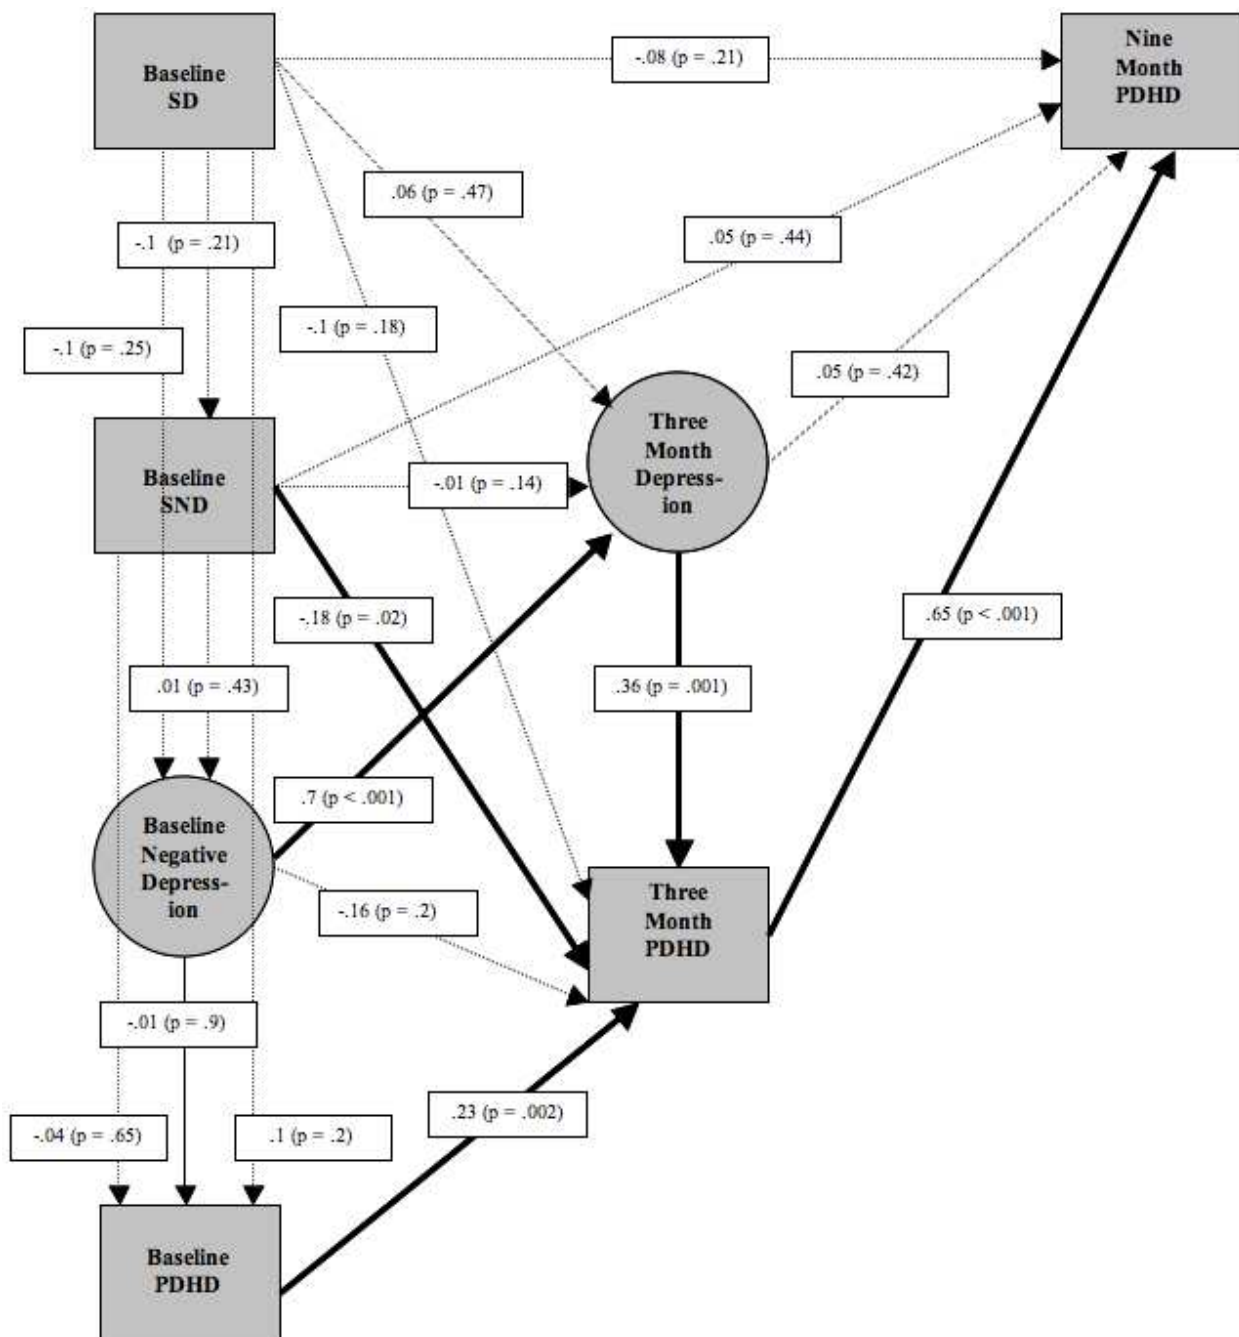 Baseline
SD
-.08 (p = .21)
Nine
Month
PDHD
.06 (p = .47)
-.1  (p = .21)
.05 (p = .44)
-.1 (p = .18)
-.1 (p = .25)
.05 (p = .42)
Baseline
SND
-.01 (p = .14)
Three
Month
Depress-
ion
-.18 (p = .02)
.65 (p < .001)
.01 (p = .43)
.36 (p = .001)
.7 (p < .001)
Baseline
Negative
Depress-
ion
-.16 (p = .2)
Three
Month
PDHD
-.01 (p = .9)
.23 (p = .002)
-.04 (p = .65)
.1 (p = .2)
Baseline
PDHD